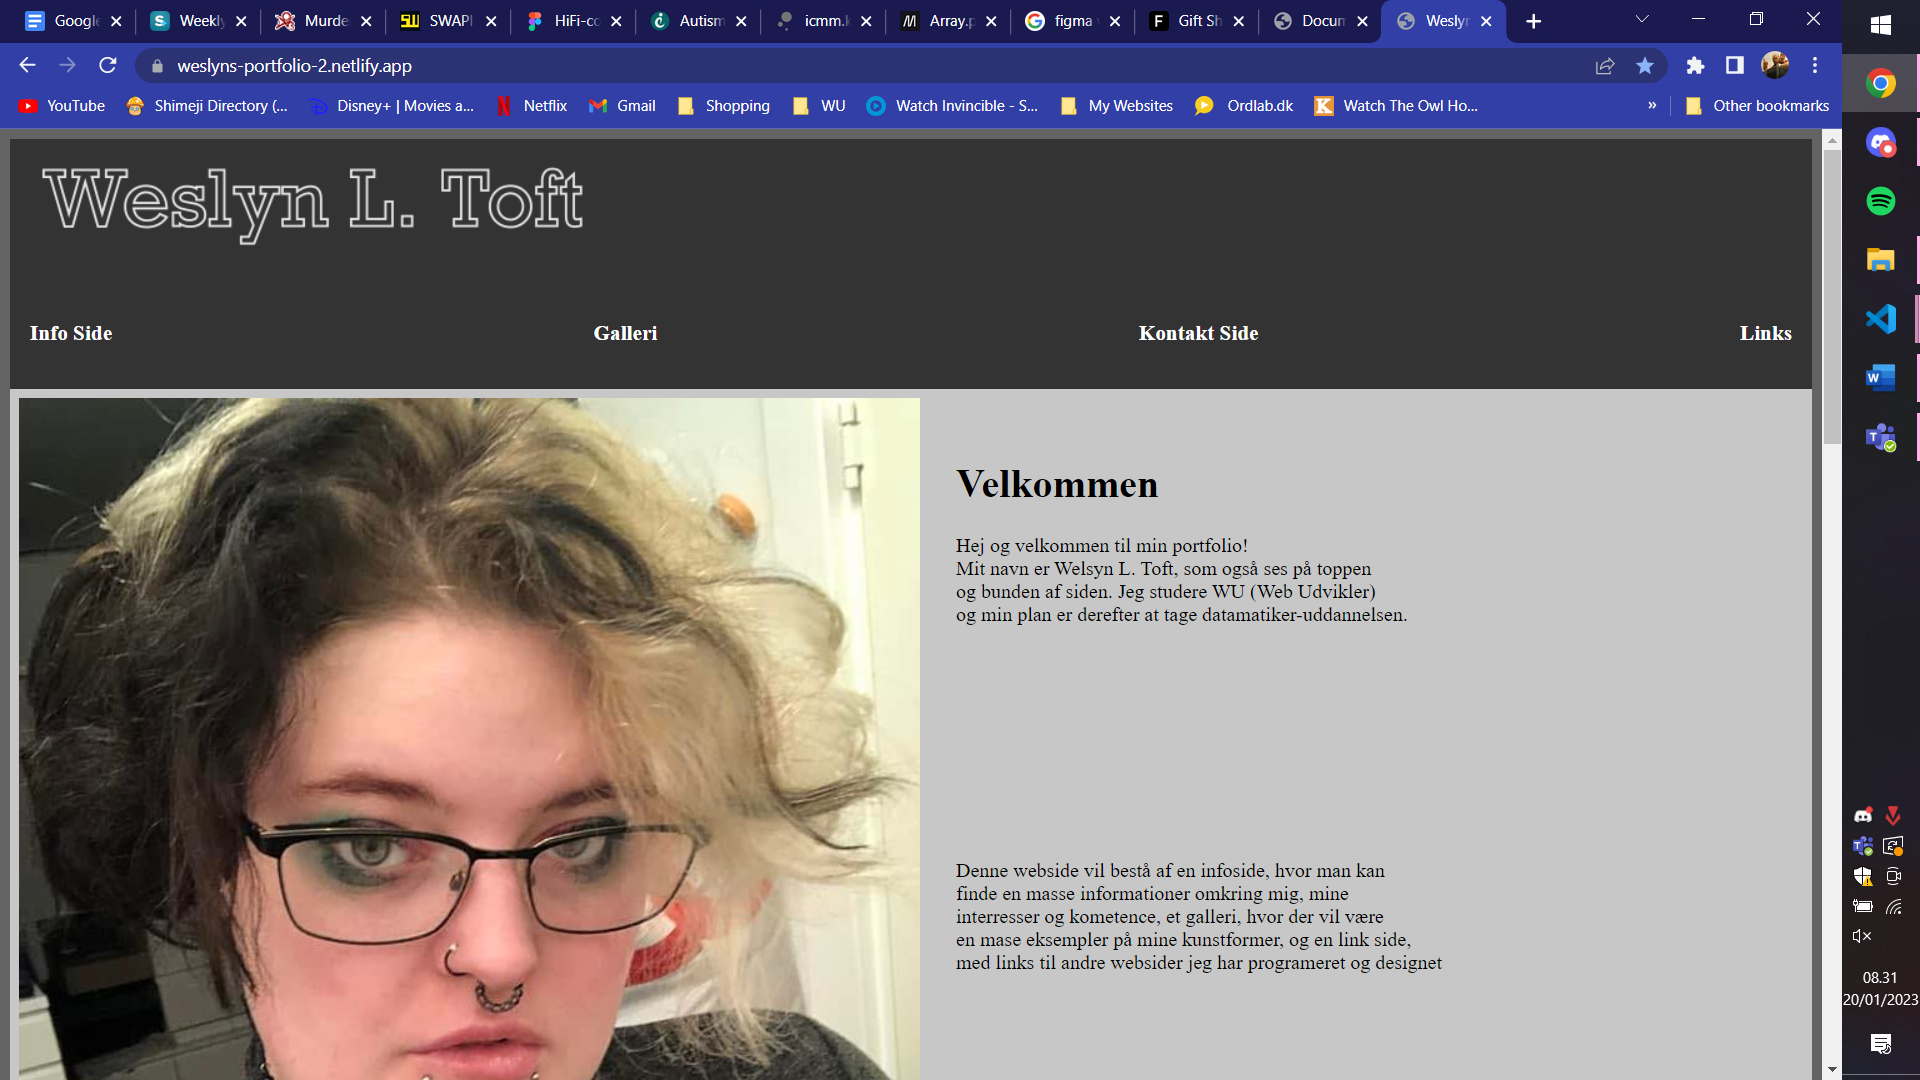 Google
Weekly
Murde
SWAPI
HiFi-co
Autism
icmm.k
Array.p
figma
Gift Sh
Docum
Weslyn
weslyns-portfolio-2.netlify.app
YouTube
Shimeji Directory (...
Disney+ | Movies a...
Netflix
Gmail
Shopping
WU
Watch Invincible - S...
My Websites
Ordlab.dk
Watch The Owl Ho...
»
Other bookmarks
Weslyn L. Toft
Info Side
Galleri
Kontakt Side
Links
Velkommen
Hej og velkommen til min portfolio!
Mit navn er Welsyn L. Toft, som også ses på toppen
og bunden af siden. Jeg studere WU (Web Udvikler)
og min plan er derefter at tage datamatiker-uddannelsen.
Denne webside vil bestå af en infoside, hvor man kan
finde en masse informationer omkring mig, mine
interresser og kometence, et galleri, hvor der vil være
en mase eksempler på mine kunstformer, og en link side,
med links til andre websider jeg har programeret og designet
08.31
20/01/2023